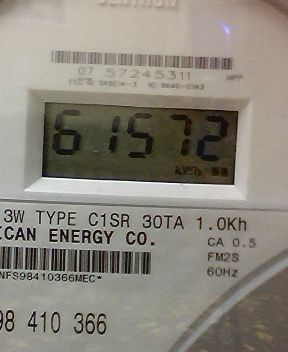 07 57245311 HPP
61572
kWh
3W TYPE C1SR 30TA 1.0Kh
ICAN ENERGY CO.
CA 0.5
FM2S
60Hz
NFS98410366MEC*
98 410 366